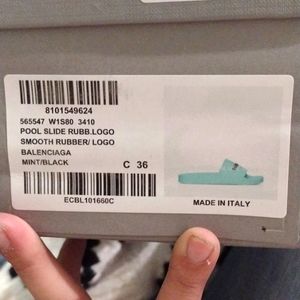 8101549624
565547 W1S80 3410
POOL SLIDE RUBB.LOGO
SMOOTH RUBBER/ LOGO
BALENCIAGA
MINT/BLACK
C 36
ECBL101660C
MADE IN ITALY